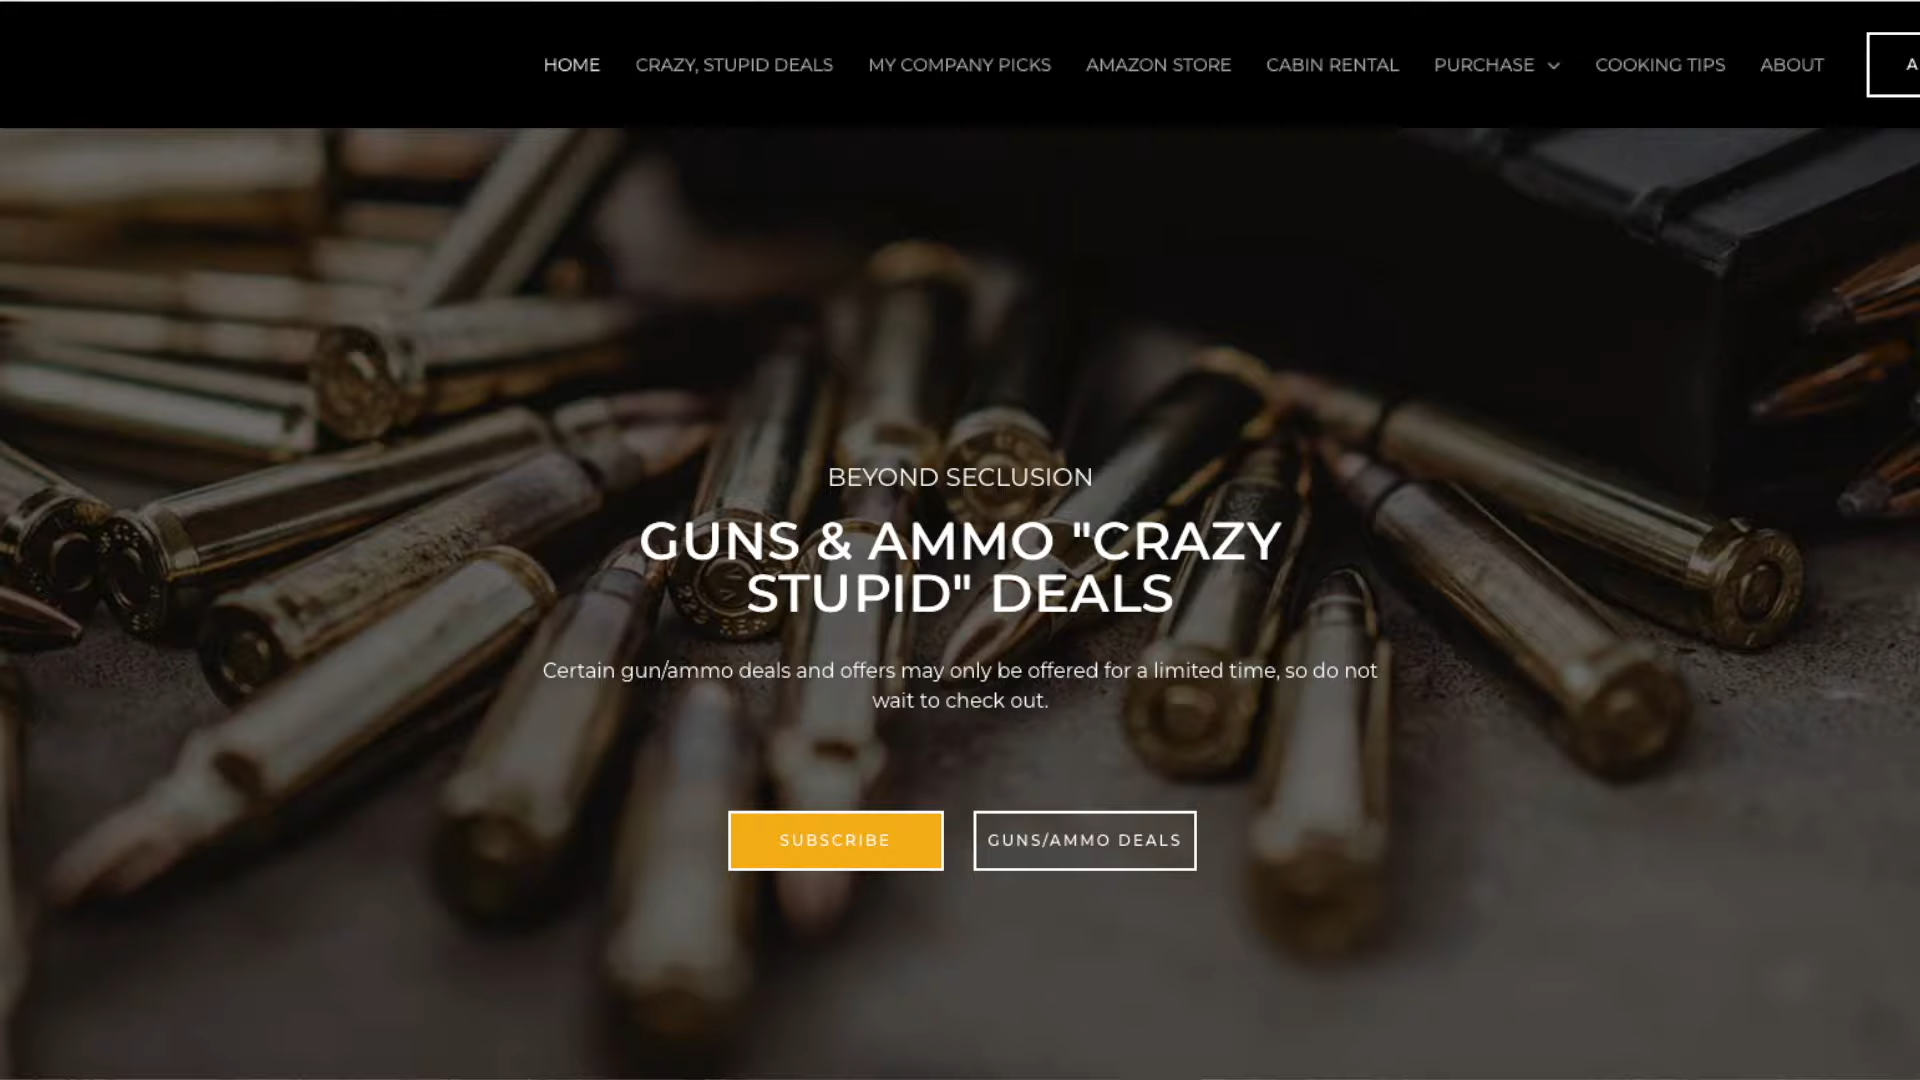 HOME CRAZY, STUPID DEALS MY COMPANY PICKS AMAZON STORE CABIN RENTAL PURCHASE COOKING TIPS ABOUT
BEYOND SECLUSION
GUNS & AMMO "CRAZY
STUPID" DEALS
Certain gun/ammo deals and offers may only be offered for a limited time, so do not
wait to check out.
SUBSCRIBE GUNS/AMMO DEALS